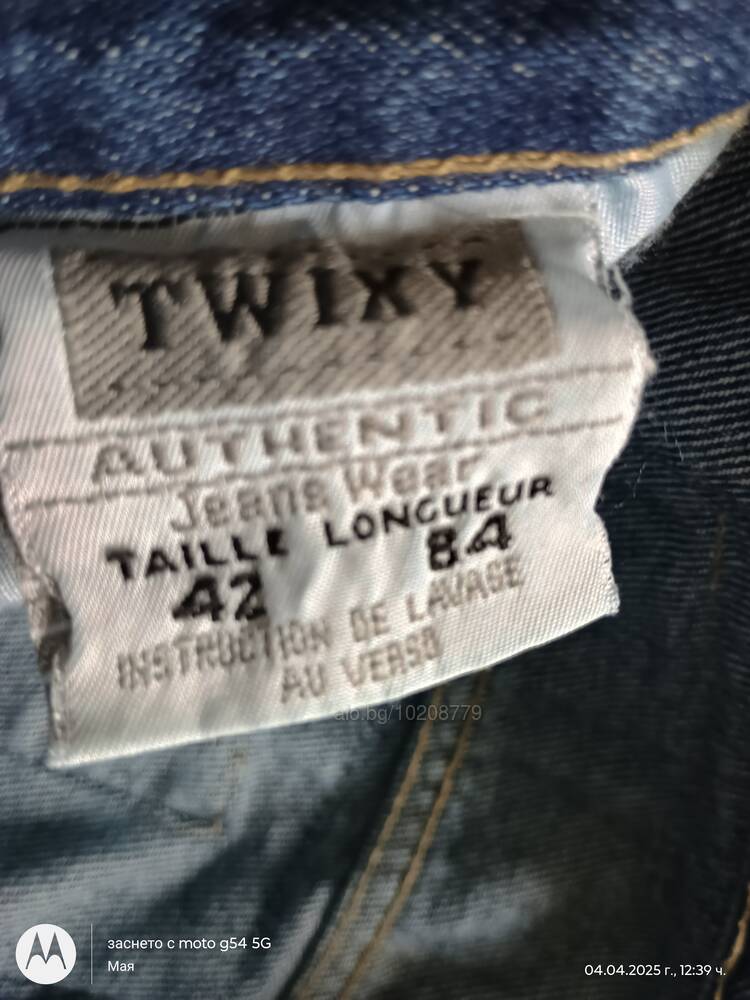 TWIXY
AUTHENTIC
Jeans Wear
TAILLE LONGUEUR
42 84
INSTRUCTION DE LAVAGE
AU VERSO
alo.bg/10208779
заснето с moto g54 5G
Мая
04.04.2025 г., 12:39 ч.